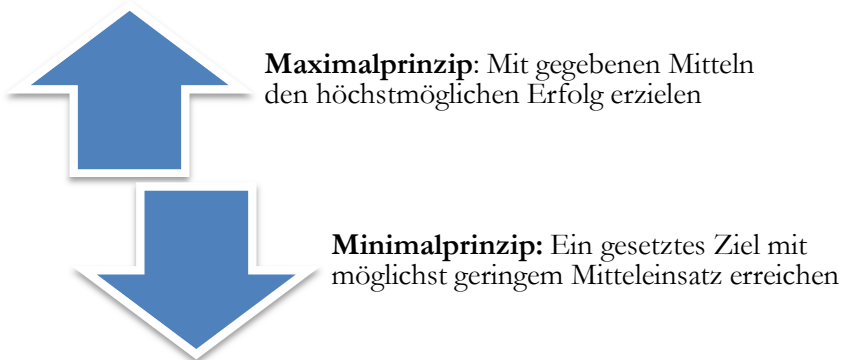 Maximalprinzip: Mit gegebenen Mitteln
den höchstmöglichen Erfolg erzielen
Minimalprinzip: Ein gesetztes Ziel mit
möglichst geringem Mitteleinsatz erreichen